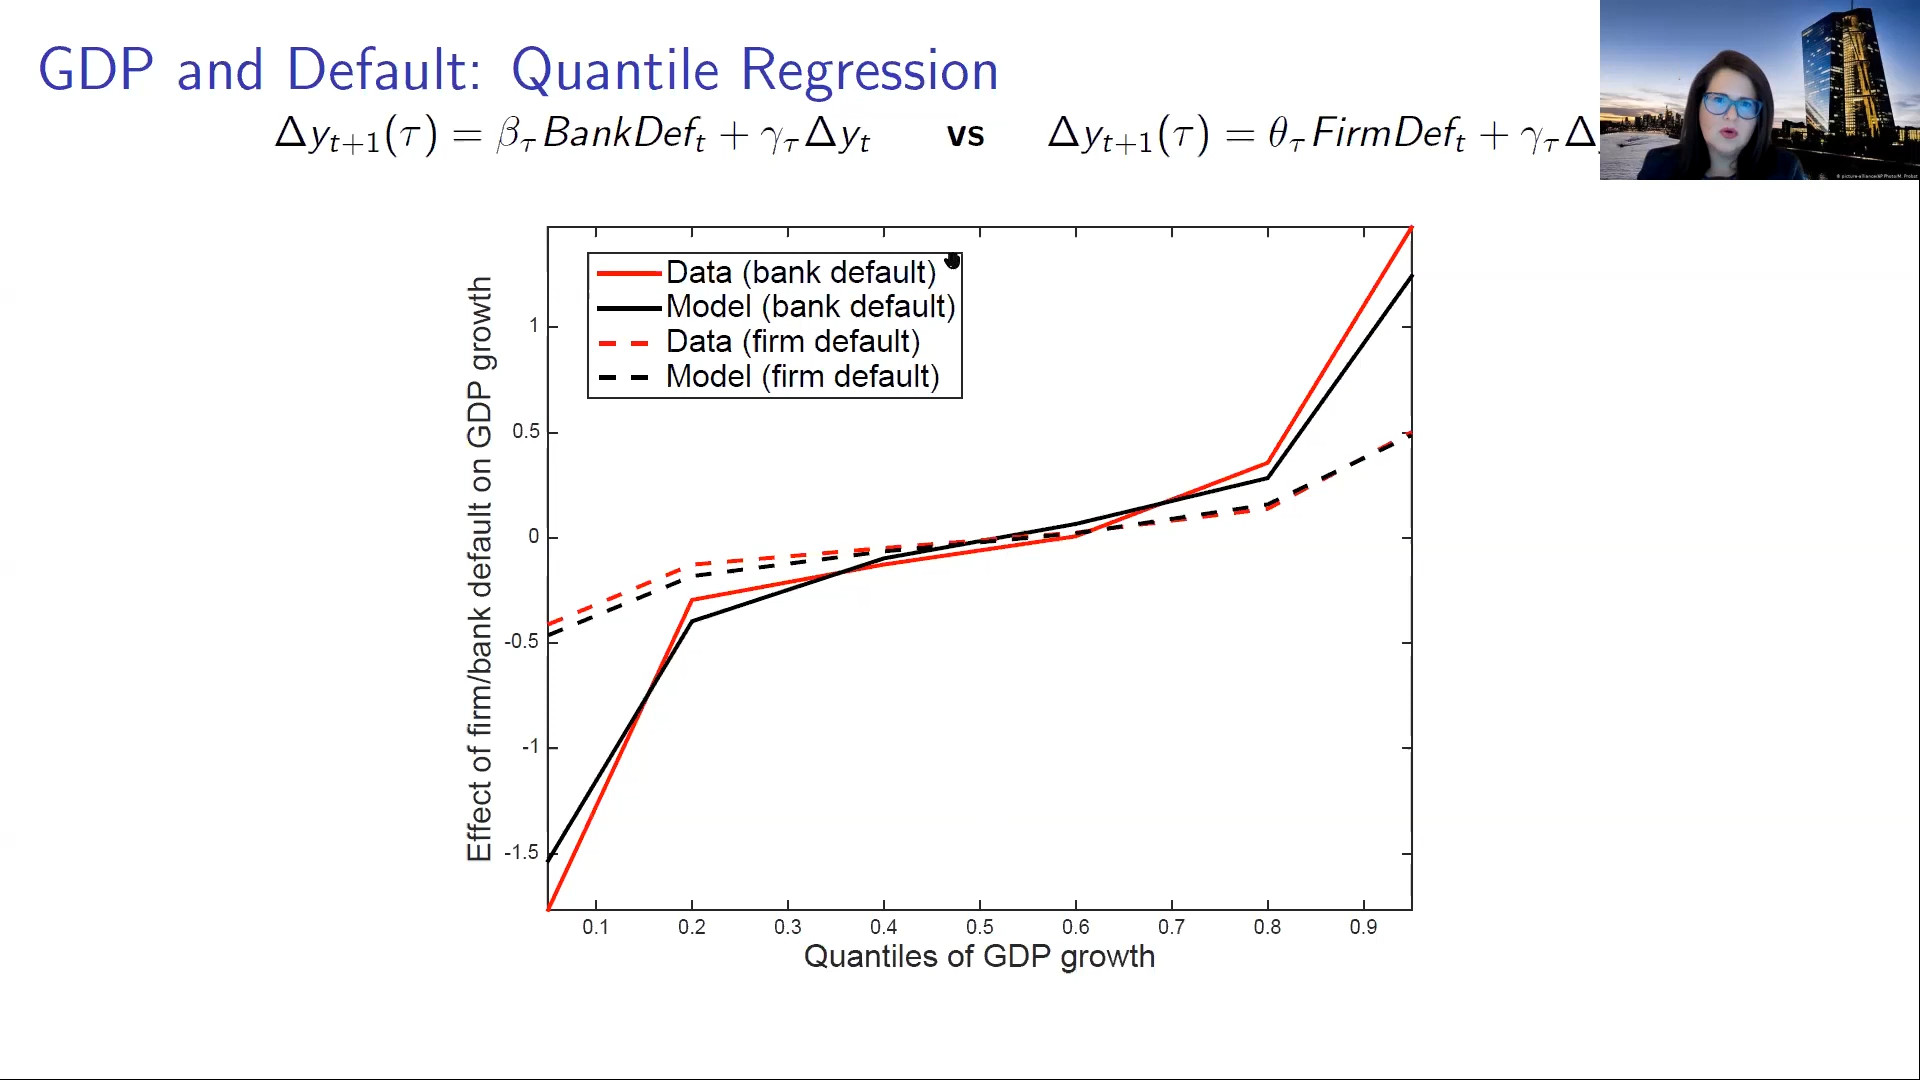 GDP and Default: Quantile Regression
Δy_{t+1}(τ) = β_τ BankDef_t + γ_τ Δy_t vs Δy_{t+1}(τ) = θ_τ FirmDef_t + γ_τ Δ
Data (bank default)
Model (bank default)
Data (firm default)
Model (firm default)
Effect of firm/bank default on GDP growth
1
0.5
0
-0.5
-1
-1.5
0.1 0.2 0.3 0.4 0.5 0.6 0.7 0.8 0.9
Quantiles of GDP growth